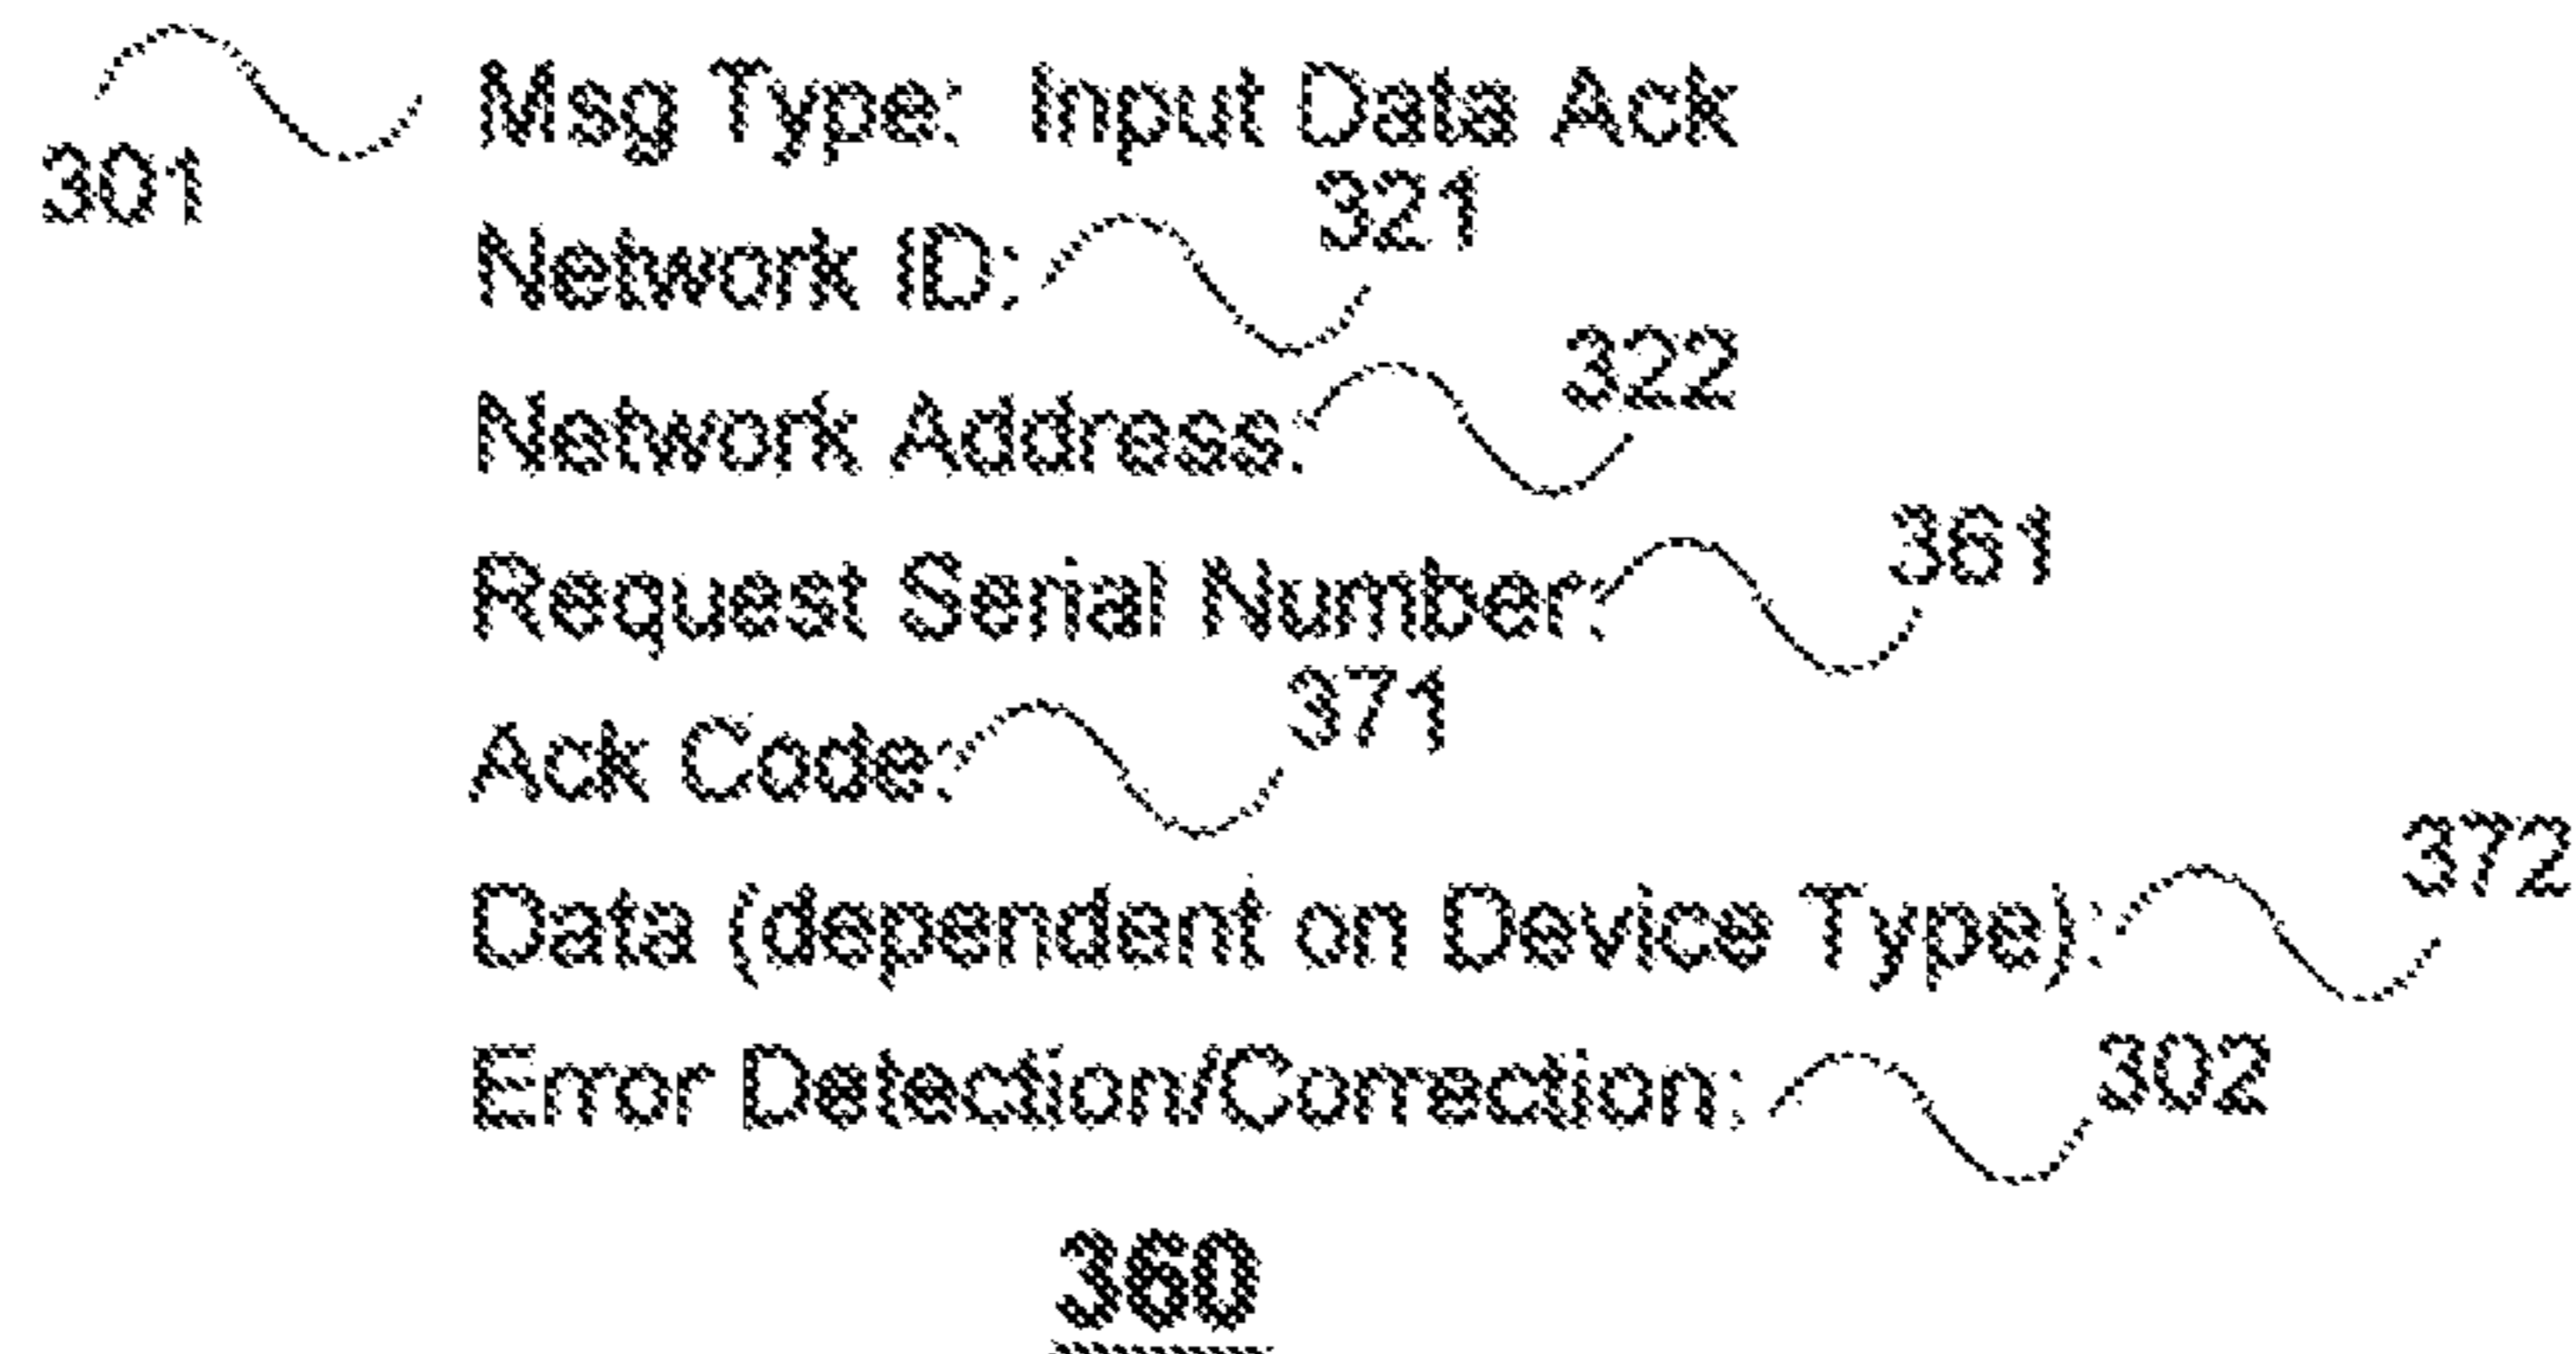 301 Msg Type: Input Data Ack
Network ID: 321
Network Address: 322
Request Serial Number: 361
Ack Code: 371
Data (dependent on Device Type): 372
Error Detection/Correction: 302
360